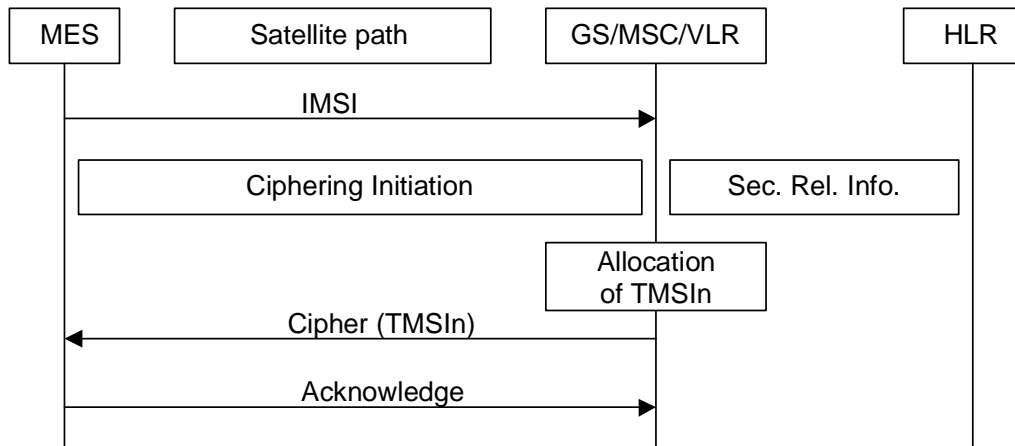 MES
Satellite path
GS/MSC/VLR
HLR
IMSI
Ciphering Initiation
Sec. Rel. Info.
Allocation
of TMSIn
Cipher (TMSIn)
Acknowledge